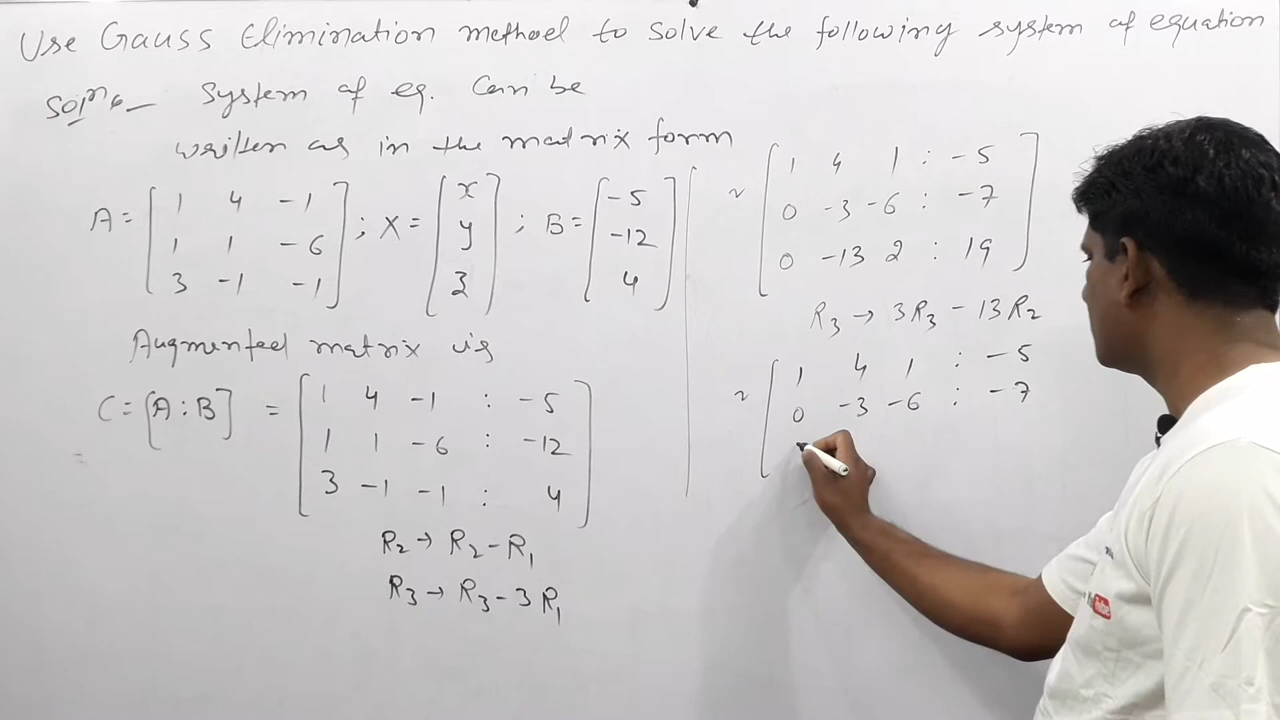 Use Gauss Elimination method to solve the following system of equation
Solⁿ:- System of eq. Can be
written as in the matrix form
A = [ 1 4 -1 ; X = [ x ; B = [ -5
1 1 -6 y -12
3 -1 -1 ] z ] 4 ]
Augmented matrix is
C = [A : B] = [ 1 4 -1 : -5
1 1 -6 : -12
3 -1 -1 : 4 ]
R₂ → R₂ - R₁
R₃ → R₃ - 3R₁
~ [ 1 4 1 : -5
0 -3 -6 : -7
0 -13 2 : 19 ]
R₃ → 3R₃ - 13R₂
~ [ 1 4 1 : -5
0 -3 -6 : -7